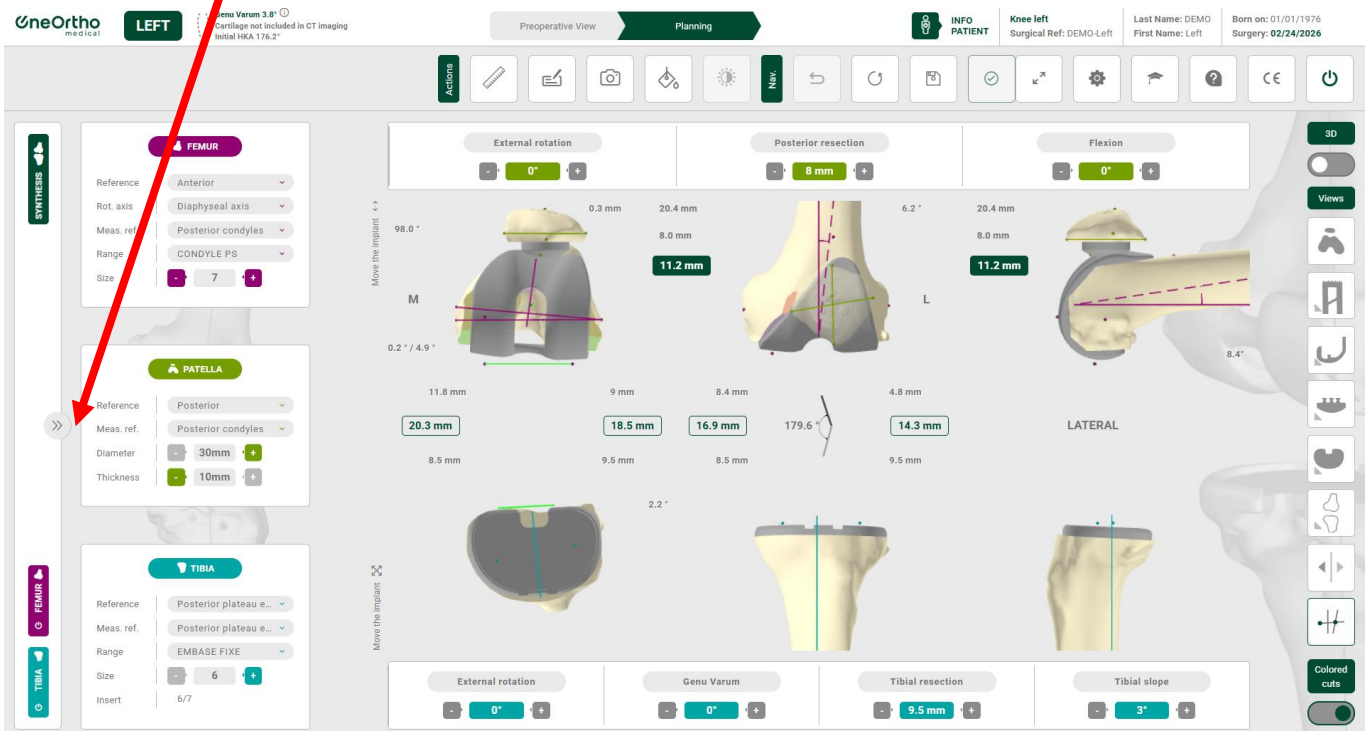 OneOrtho
medical
LEFT
Genu Varum 3.8°
Cartilage not included in CT imaging
Initial HKA 176.2°
Preoperative View
Planning
INFO
PATIENT
Knee left
Surgical Ref: DEMO-Left
Last Name: DEMO
First Name: Left
Born on: 01/01/1976
Surgery: 02/24/2026
Actions
Nav.
CE
SYNTHESIS
FEMUR
Reference Anterior
Rot. axis Diaphyseal axis
Meas. ref. Posterior condyles
Range CONDYLE PS
Size - 7 +
PATELLA
Reference Posterior
Meas. ref. Posterior condyles
Diameter - 30mm +
Thickness - 10mm +
TIBIA
Reference Posterior plateau e...
Meas. ref. Posterior plateau e...
Range EMBASE FIXE
Size - 6 +
Insert 6/7
FEMUR
TIBIA
External rotation
- 0° +
Posterior resection
- 8 mm +
Flexion
- 0° +
Move the implant
0.3 mm
98.0 °
20.4 mm
8.0 mm
11.2 mm
6.2 °
20.4 mm
8.0 mm
11.2 mm
M
L
0.2 ° / 4.9 °
8.4°
11.8 mm
9 mm
8.4 mm
4.8 mm
20.3 mm
18.5 mm
16.9 mm
179.6 °
14.3 mm
LATERAL
8.5 mm
9.5 mm
8.5 mm
9.5 mm
2.2 °
Move the implant
External rotation
- 0° +
Genu Varum
- 0° +
Tibial resection
- 9.5 mm +
Tibial slope
- 3° +
3D
Views
Colored
cuts